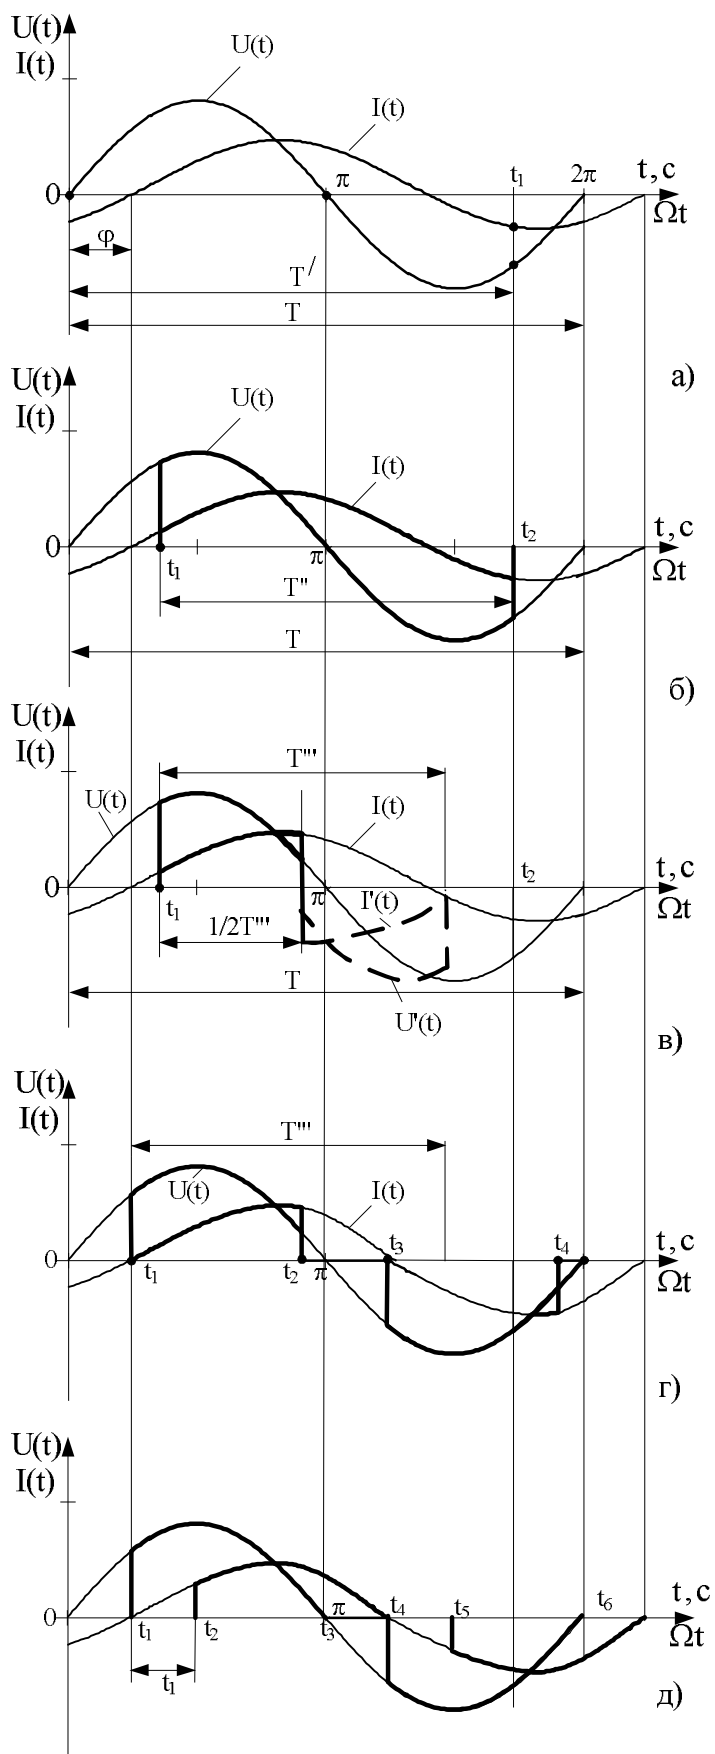 U(t)
I(t)
U(t)
I(t)
0
π
t₁
2π
t, c
Ωt
φ
T/
T
а)
U(t)
I(t)
U(t)
I(t)
0
t₁
π
t₂
t, c
Ωt
T"
T
б)
U(t)
I(t)
T'''
U(t)
I(t)
0
t₁
π
t₂
t, c
Ωt
I'(t)
1/2T'''
T
U'(t)
в)
U(t)
I(t)
T'''
U(t)
I(t)
0
t₁
t₂
π
t₃
t₄
t, c
Ωt
г)
U(t)
I(t)
0
t₁
t₂
t₃
π
t₄
t₅
t₆
t, c
Ωt
t₁
д)